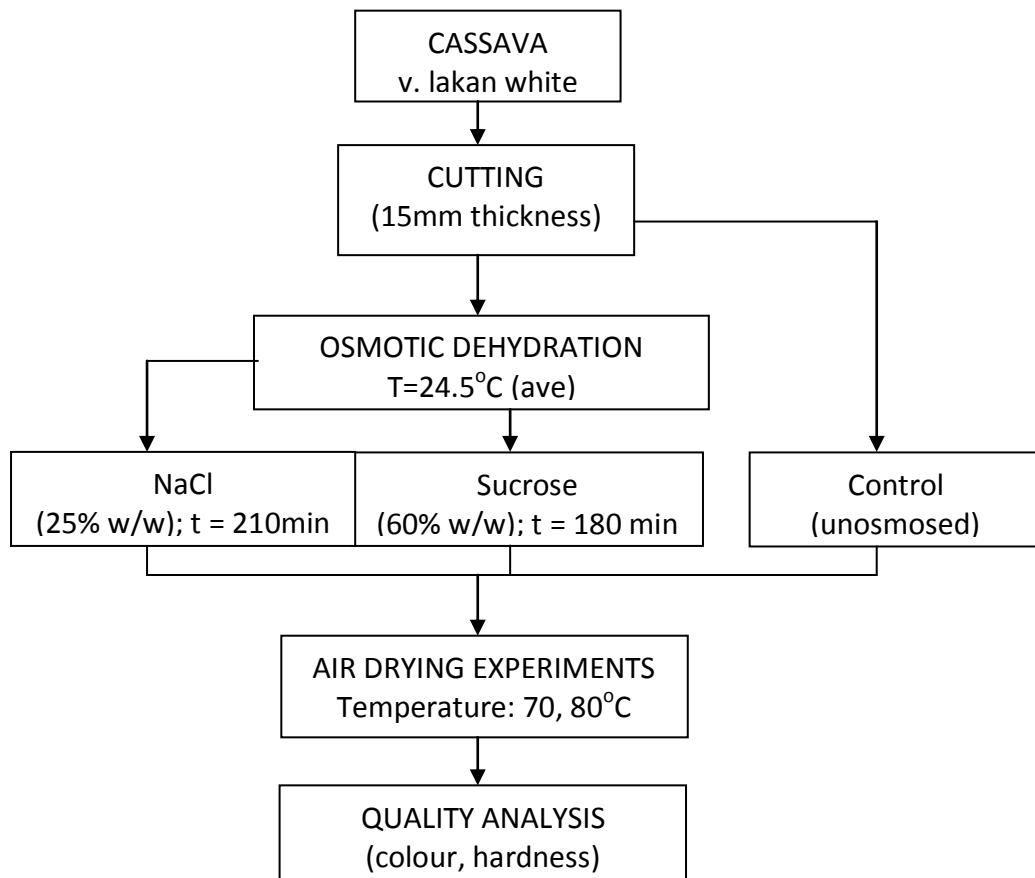 CASSAVA
v. lakan white
CUTTING
(15mm thickness)
OSMOTIC DEHYDRATION
T=24.5°C (ave)
NaCl
(25% w/w); t = 210min
Sucrose
(60% w/w); t = 180 min
Control
(unosmosed)
AIR DRYING EXPERIMENTS
Temperature: 70, 80°C
QUALITY ANALYSIS
(colour, hardness)